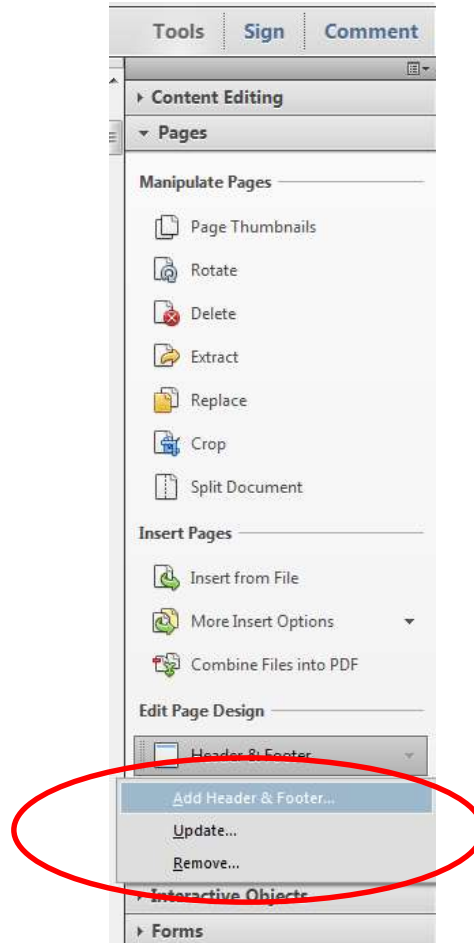 Tools Sign Comment
Content Editing
Pages
Manipulate Pages
Page Thumbnails
Rotate
Delete
Extract
Replace
Crop
Split Document
Insert Pages
Insert from File
More Insert Options
Combine Files into PDF
Edit Page Design
Header & Footer
Add Header & Footer...
Update...
Remove...
Interactive Objects
Forms